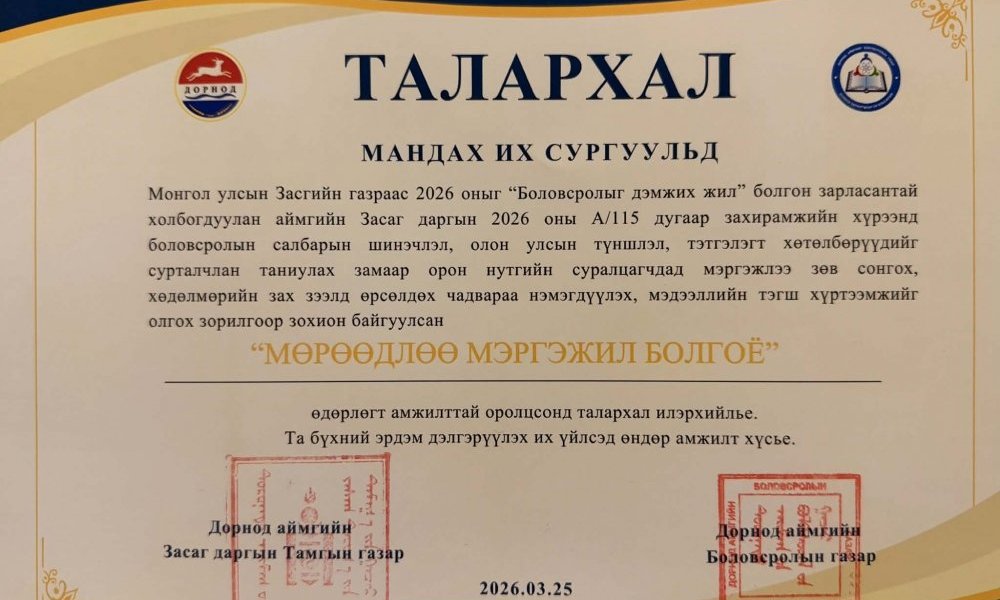 ДОРНОД
ТАЛАРХАЛ
МАНДАХ ИХ СУРГУУЛЬД
Монгол улсын Засгийн газраас 2026 оныг “Боловсролыг дэмжих жил” болгон зарласантай
холбогдуулан аймгийн Засаг даргын 2026 оны А/115 дугаар захирамжийн хүрээнд
боловсролын салбарын шинэчлэл, олон улсын түншлэл, тэтгэлэгт хөтөлбөрүүдийг
сурталчлан таниулах замаар орон нутгийн суралцагчдад мэргэжлээ зөв сонгох,
хөдөлмөрийн зах зээлд өрсөлдөх чадвараа нэмэгдүүлэх, мэдээллийн тэгш хүртээмжийг
олгох зорилгоор зохион байгуулсан
“МӨРӨӨДЛӨӨ МЭРГЭЖИЛ БОЛГОЁ”
өдөрлөгт амжилттай оролцсонд талархал илэрхийлье.
Та бүхний эрдэм дэлгэрүүлэх их үйлсэд өндөр амжилт хүсье.
Дорнод аймгийн
Засаг даргын Тамгын газар
БОЛОВСРОЛЫН
ДОРНОД АЙМГИЙН
Дорнод аймгийн
Боловсролын газар
2026.03.25